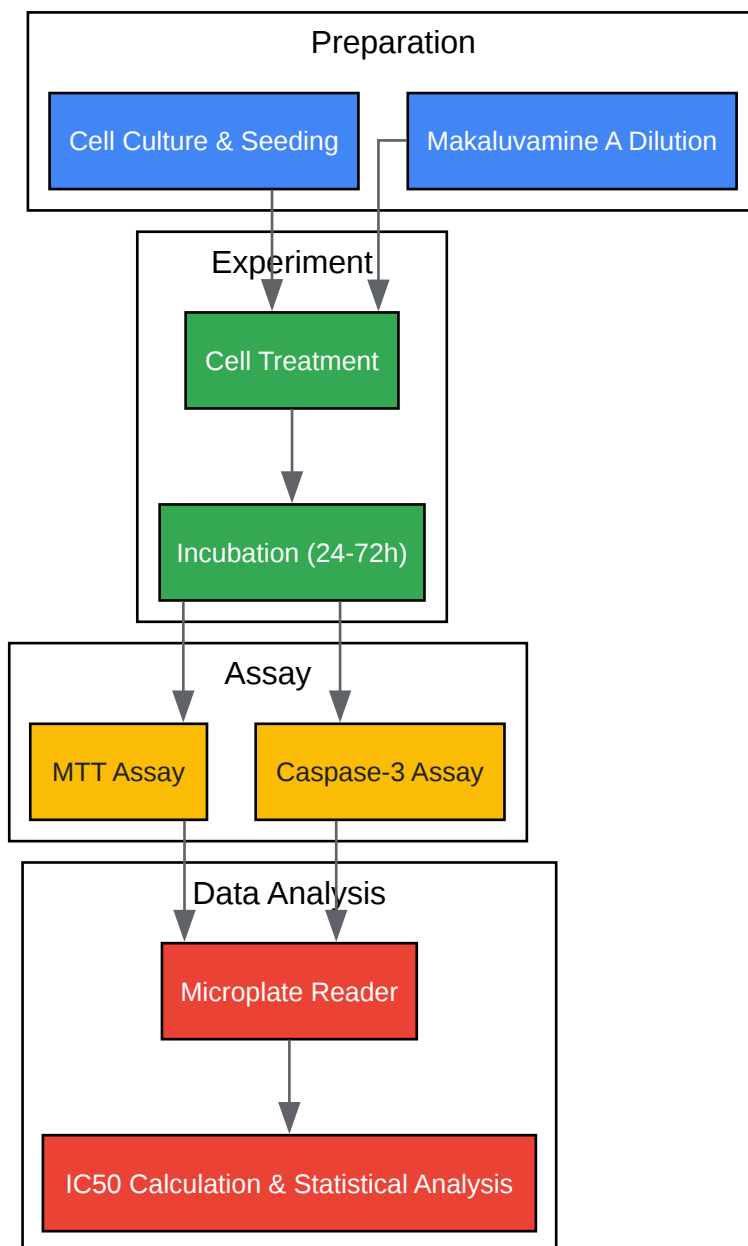 Preparation
Cell Culture & Seeding
Makaluvamine A Dilution
Experiment
Cell Treatment
Incubation (24-72h)
Assay
MTT Assay
Caspase-3 Assay
Data Analysis
Microplate Reader
IC50 Calculation & Statistical Analysis